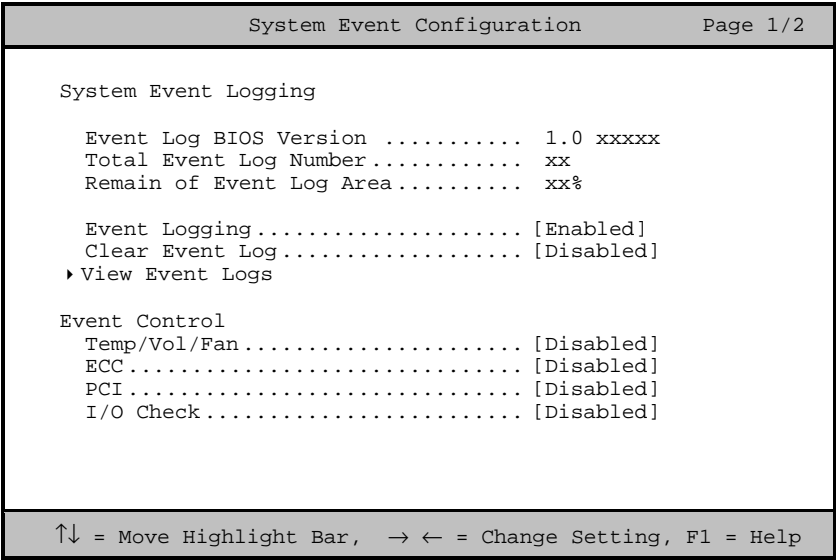 System Event Configuration Page 1/2
System Event Logging
Event Log BIOS Version ........... 1.0 xxxxx
Total Event Log Number............ xx
Remain of Event Log Area.......... xx%
Event Logging..................... [Enabled]
Clear Event Log................... [Disabled]
▸View Event Logs
Event Control
Temp/Vol/Fan...................... [Disabled]
ECC............................... [Disabled]
PCI............................... [Disabled]
I/O Check......................... [Disabled]
↑↓ = Move Highlight Bar, → ← = Change Setting, F1 = Help